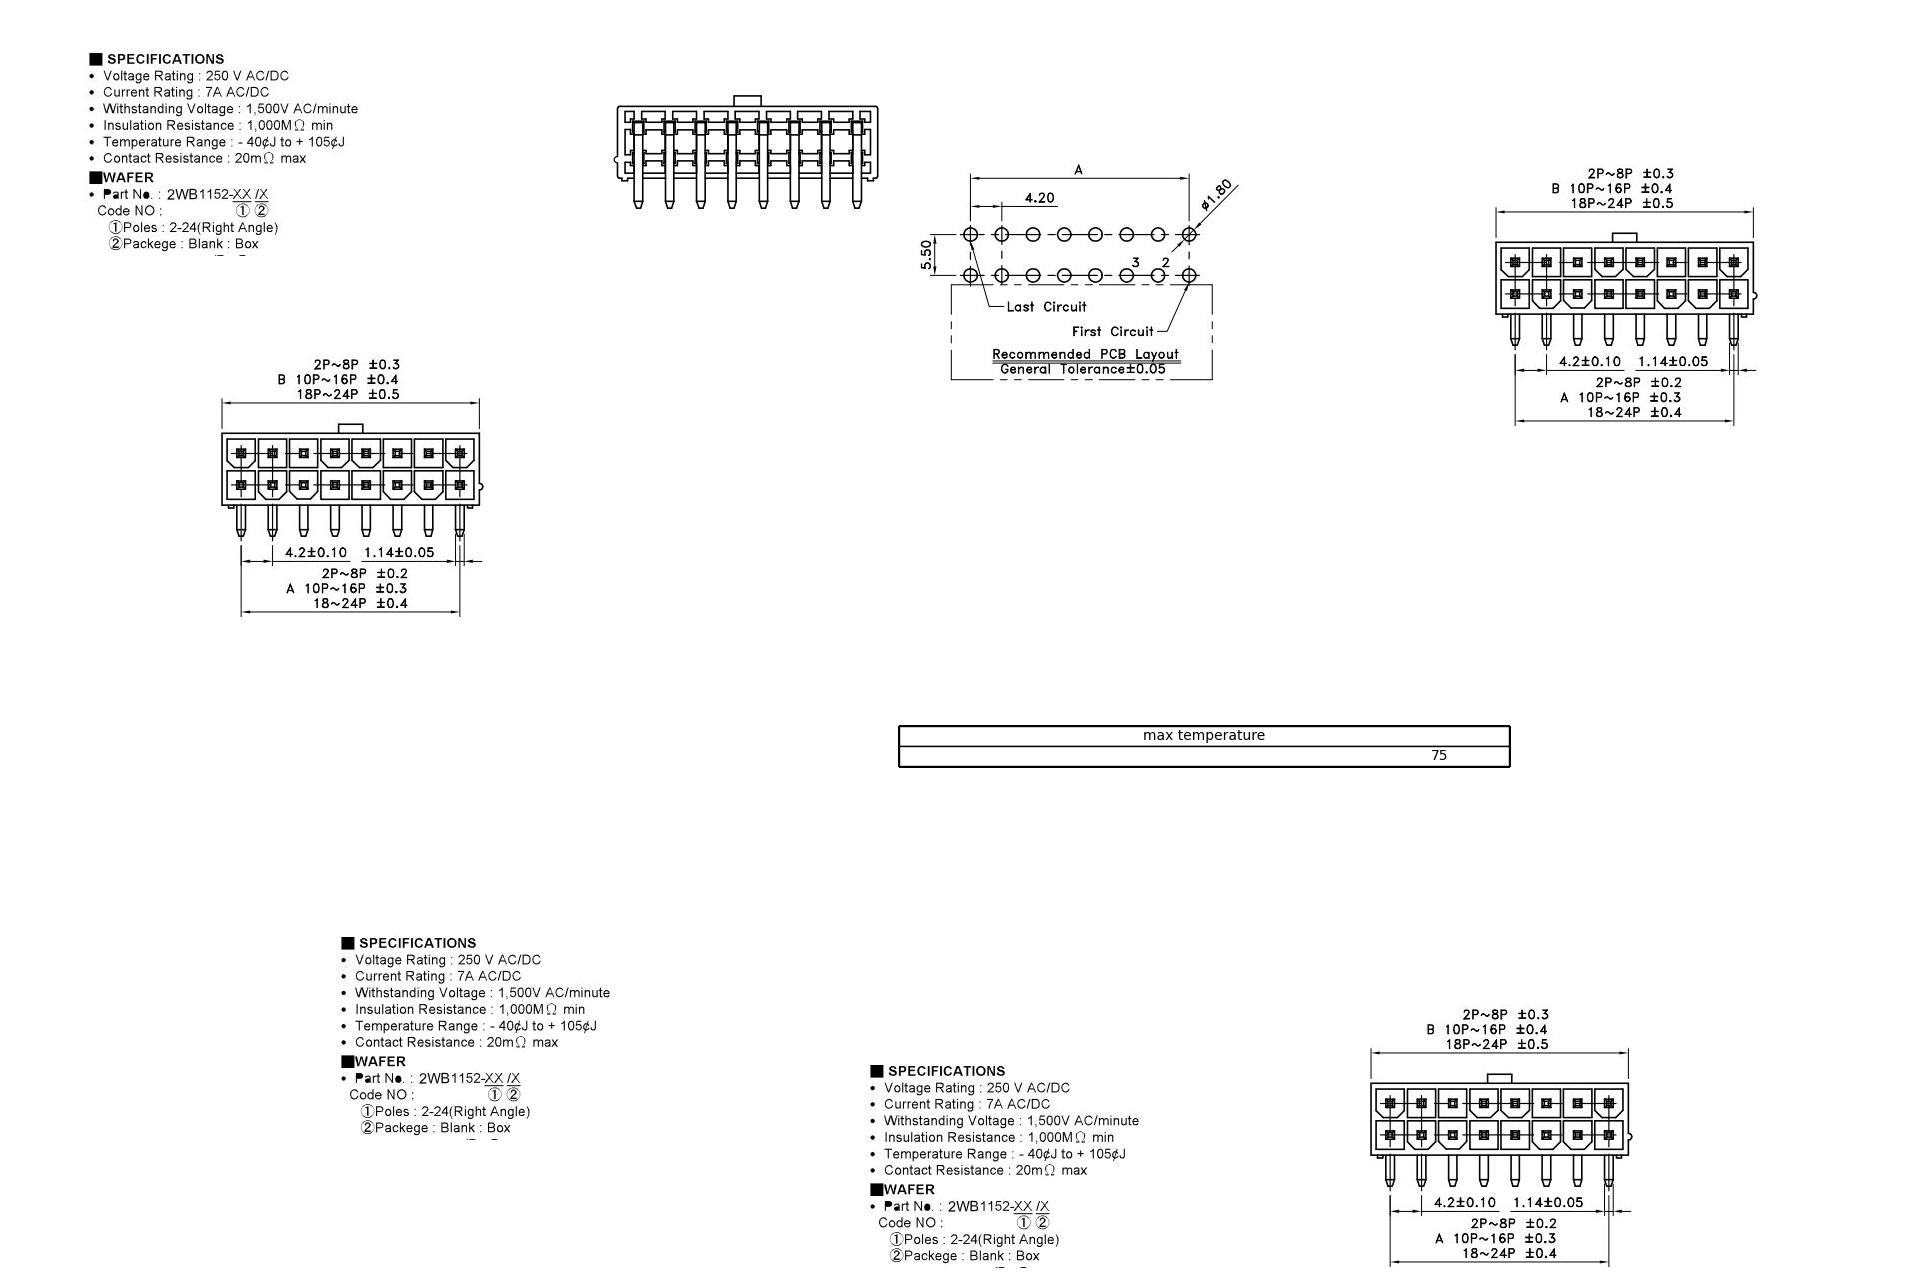 ■ SPECIFICATIONS
• Voltage Rating : 250 V AC/DC
• Current Rating : 7A AC/DC
• Withstanding Voltage : 1,500V AC/minute
• Insulation Resistance : 1,000MΩ min
• Temperature Range : - 40¢J to + 105¢J
• Contact Resistance : 20mΩ max
■WAFER
• Part No. : 2WB1152-XX /X
Code NO : ① ②
①Poles : 2-24(Right Angle)
②Packege : Blank : Box
A
4.20
ø1.80
5.50
3 2
Last Circuit
First Circuit
Recommended PCB Layout
General Tolerance±0.05
2P~8P ±0.3
B 10P~16P ±0.4
18P~24P ±0.5
4.2±0.10 1.14±0.05
2P~8P ±0.2
A 10P~16P ±0.3
18~24P ±0.4
2P~8P ±0.3
B 10P~16P ±0.4
18P~24P ±0.5
4.2±0.10 1.14±0.05
2P~8P ±0.2
A 10P~16P ±0.3
18~24P ±0.4
max temperature
75
■ SPECIFICATIONS
• Voltage Rating : 250 V AC/DC
• Current Rating : 7A AC/DC
• Withstanding Voltage : 1,500V AC/minute
• Insulation Resistance : 1,000MΩ min
• Temperature Range : - 40¢J to + 105¢J
• Contact Resistance : 20mΩ max
■WAFER
• Part No. : 2WB1152-XX /X
Code NO : ① ②
①Poles : 2-24(Right Angle)
②Packege : Blank : Box
■ SPECIFICATIONS
• Voltage Rating : 250 V AC/DC
• Current Rating : 7A AC/DC
• Withstanding Voltage : 1,500V AC/minute
• Insulation Resistance : 1,000MΩ min
• Temperature Range : - 40¢J to + 105¢J
• Contact Resistance : 20mΩ max
■WAFER
• Part No. : 2WB1152-XX /X
Code NO : ① ②
①Poles : 2-24(Right Angle)
②Packege : Blank : Box
2P~8P ±0.3
B 10P~16P ±0.4
18P~24P ±0.5
4.2±0.10 1.14±0.05
2P~8P ±0.2
A 10P~16P ±0.3
18~24P ±0.4